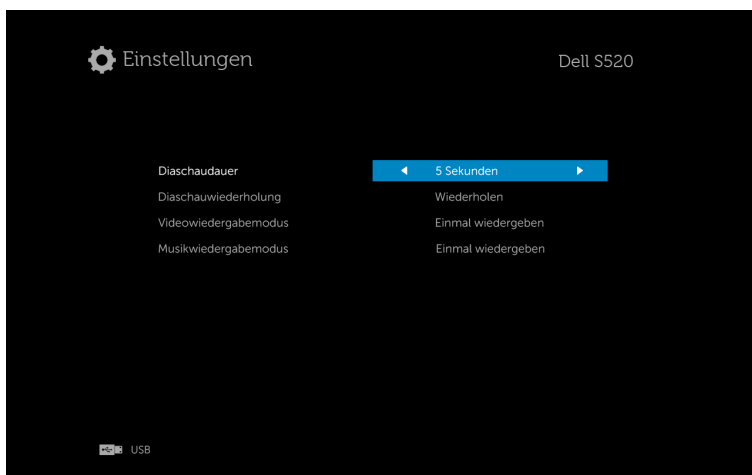 Einstellungen
Dell S520
Diaschaudauer 5 Sekunden
Diaschauwiederholung Wiederholen
Videowiedergabemodus Einmal wiedergeben
Musikwiedergabemodus Einmal wiedergeben
USB